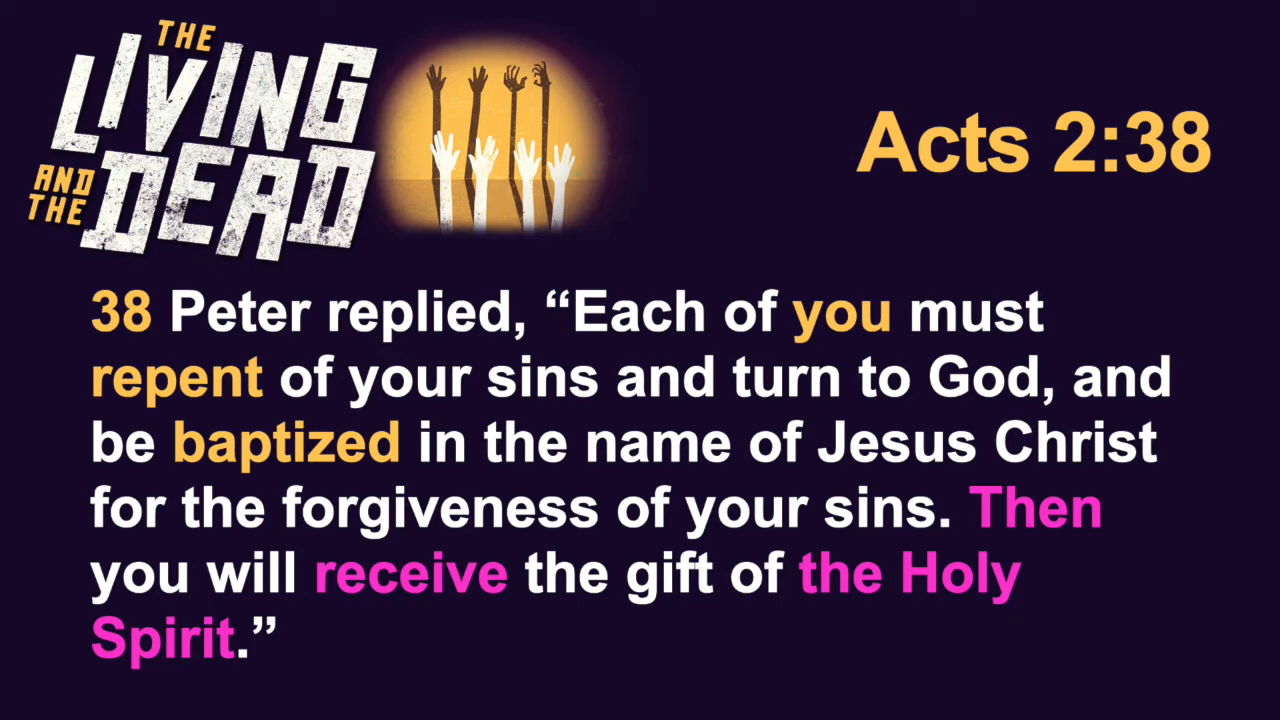 THE
LIVING
AND THE
DEAD
Acts 2:38
38 Peter replied, “Each of you must
repent of your sins and turn to God, and
be baptized in the name of Jesus Christ
for the forgiveness of your sins. Then
you will receive the gift of the Holy
Spirit.”